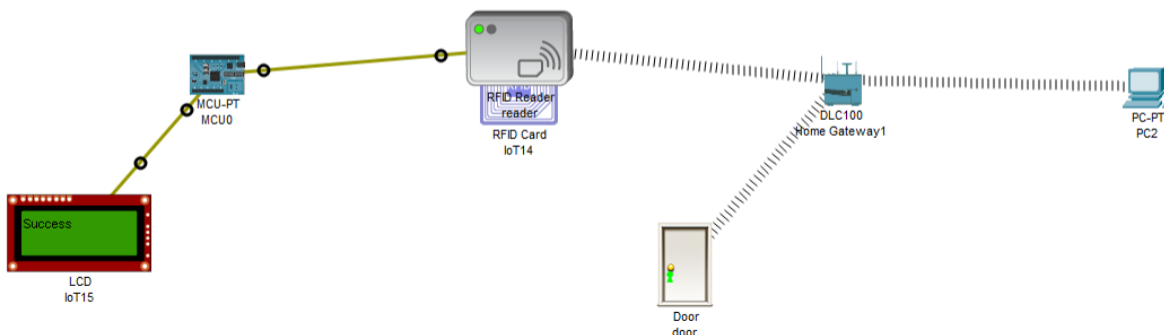 MCU-PT
MCU0
RFID Reader
reader
RFID Card
IoT14
DLC100
Home Gateway1
PC-PT
PC2
Success
LCD
IoT15
Door
door